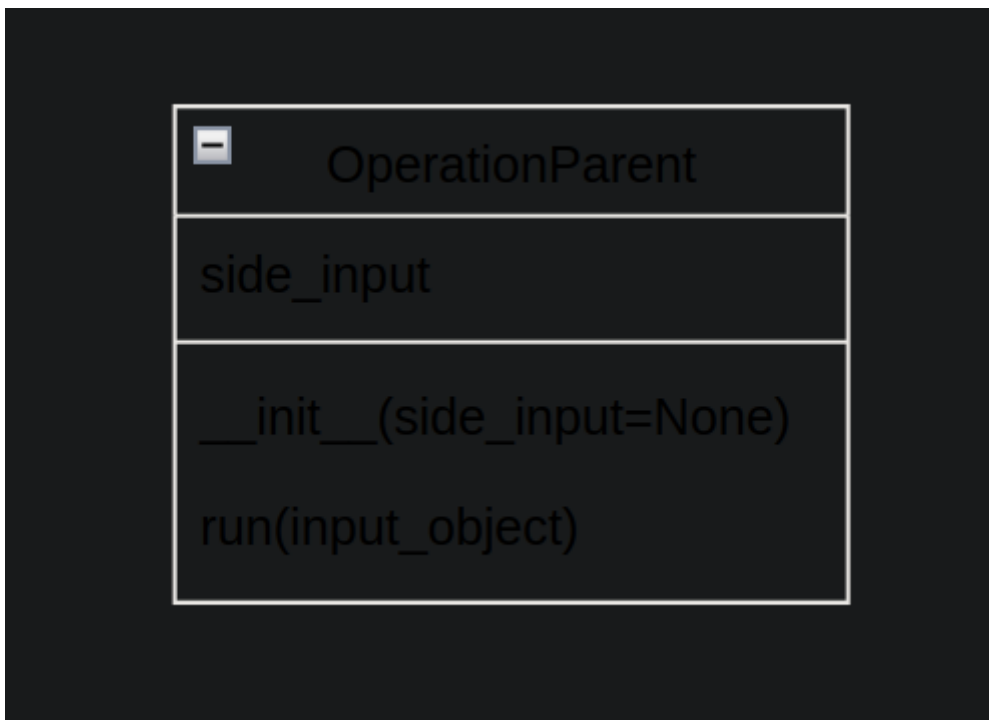 OperationParent
side_input
__init__(side_input=None)
run(input_object)